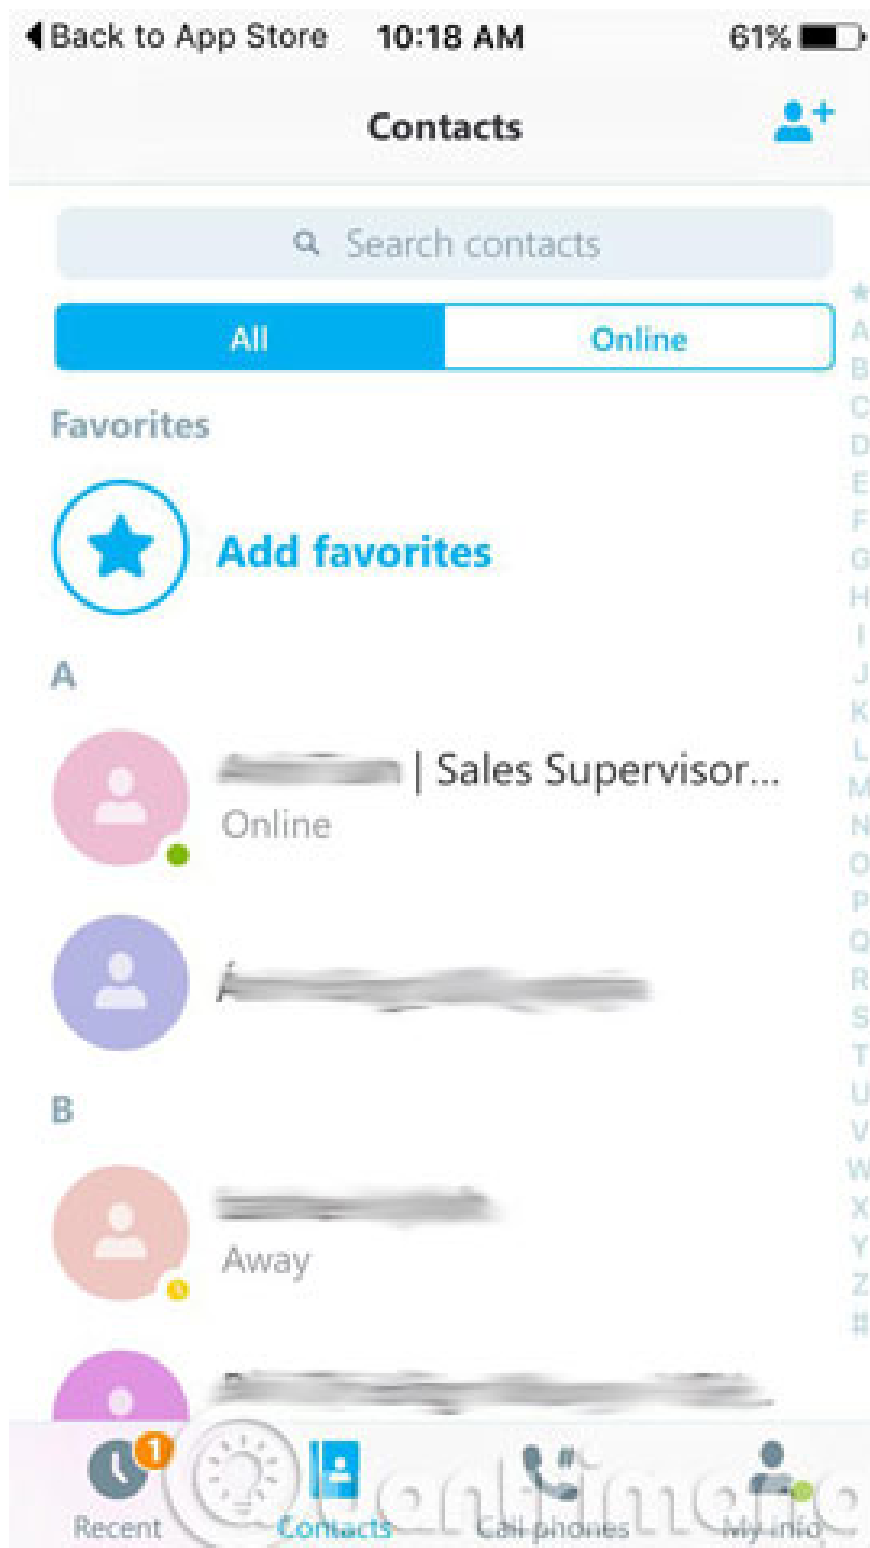 Back to App Store 10:18 AM 61%
Contacts
Search contacts
All Online
Favorites
Add favorites
A
| Sales Supervisor...
Online
B
Away
1
Recent Contacts Call phones My info
★
A
B
C
D
E
F
G
H
I
J
K
L
M
N
O
P
Q
R
S
T
U
V
W
X
Y
Z
#